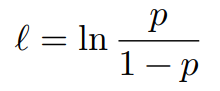 ℓ = ln p / (1 − p)